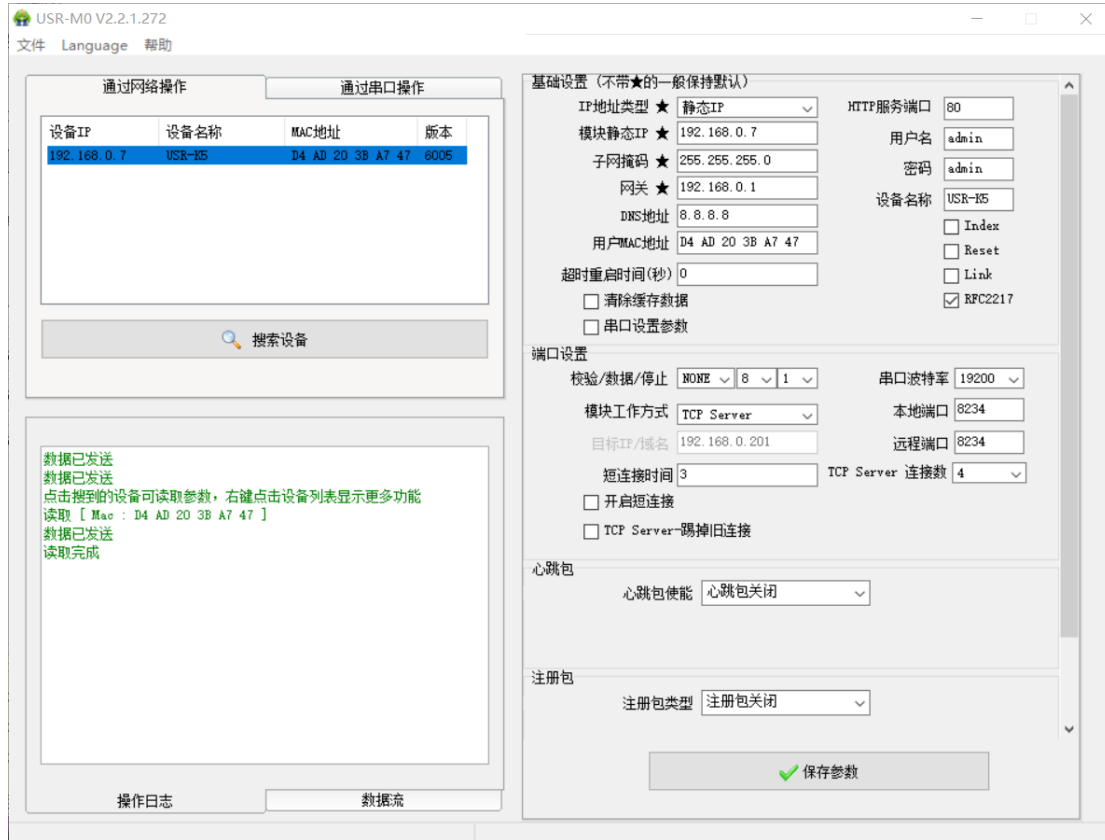 USR-M0 V2.2.1.272
文件 Language 帮助
通过网络操作 通过串口操作
设备IP 设备名称 MAC地址 版本
192.168.0.7 USR-K5 D4 AD 20 3B A7 47 6005
搜索设备
数据已发送
数据已发送
点击搜到的设备可读取参数，右键点击设备列表显示更多功能
读取 [ Mac : D4 AD 20 3B A7 47 ]
数据已发送
读取完成
操作日志 数据流
基础设置（不带★的一般保持默认）
IP地址类型 ★ 静态IP HTTP服务端口 80
模块静态IP ★ 192.168.0.7 用户名 admin
子网掩码 ★ 255.255.255.0 密码 admin
网关 ★ 192.168.0.1 设备名称 USR-K5
DNS地址 8.8.8.8 Index
用户MAC地址 D4 AD 20 3B A7 47 Reset
超时重启时间(秒) 0 Link
清除缓存数据 RFC2217
串口设置参数
端口设置
校验/数据/停止 NONE 8 1 串口波特率 19200
模块工作方式 TCP Server 本地端口 8234
目标IP/域名 192.168.0.201 远程端口 8234
短连接时间 3 TCP Server 连接数 4
开启短连接
TCP Server-踢掉旧连接
心跳包
心跳包使能 心跳包关闭
注册包
注册包类型 注册包关闭
保存参数